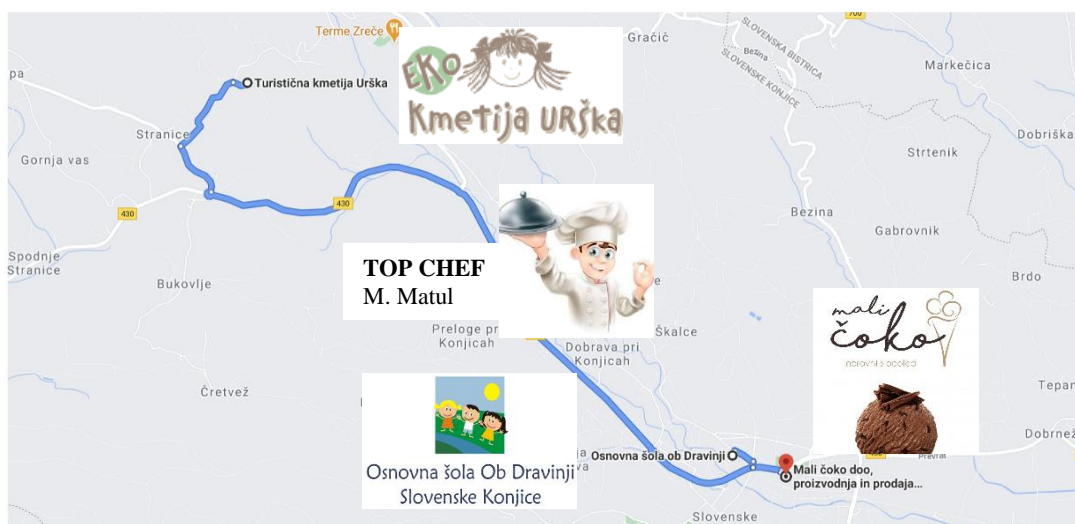 700
Terme Zreče
Gračič
SLOVENSKA BISTRICA
Bezina
SLOVENSKE KONJICE
Markečica
pa
Turistična kmetija Urška
EKO
Kmetija URŠka
Stranice
Gornja vas
Dobriška
Strtenik
430
430
Bezina
Gabrovnik
Spodnje
Stranice
Bukovlje
TOP CHEF
M. Matul
e
Brdo
mali
čoko
Preloge pri
Konjicah
Škalce
Dobrava pri
Konjicah
Čretvež
Tepan
Dobrnež
Osnovna šola Ob Dravinji
Slovenske Konjice
Osnovna šola ob Dravinji
Prevrat
Mali čoko doo,
proizvodnja in prodaja...
Slovenske